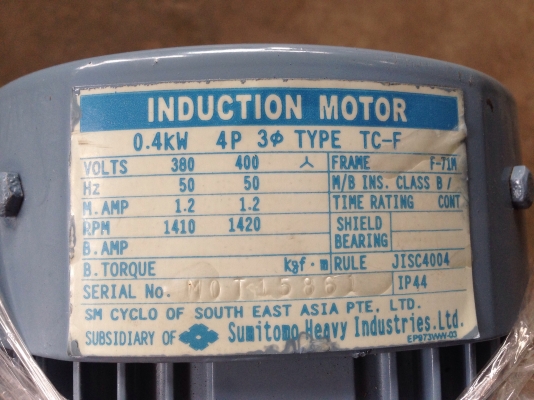 INDUCTION MOTOR
0.4KW 4P 3φ TYPE TC-F
VOLTS 380 400 人 FRAME F-71M
Hz 50 50 M/B INS. CLASS B /
M. AMP 1.2 1.2 TIME RATING CONT
RPM 1410 1420 SHIELD BEARING
B. AMP
B. TORQUE kgf·m RULE JISC4004
SERIAL No. MOT15861 IP44
SM CYCLO OF SOUTH EAST ASIA PTE. LTD.
SUBSIDIARY OF Sumitomo Heavy Industries.Ltd.
EP973WW-03